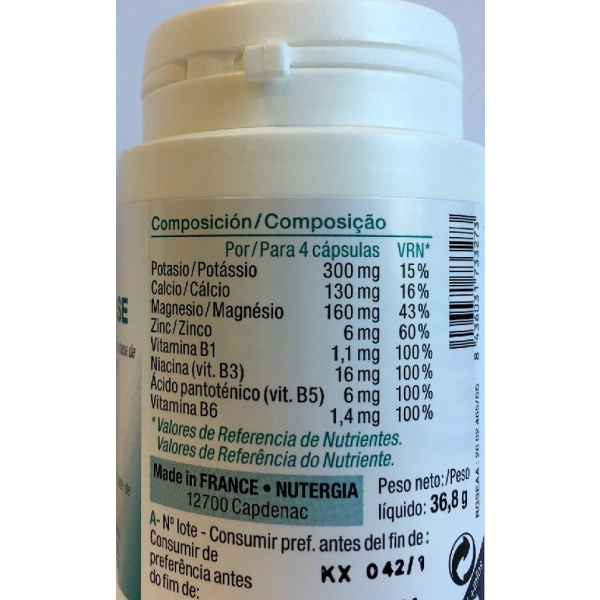 Composición/Composição
Por/Para 4 cápsulas VRN*
Potasio/Potássio 300 mg 15%
Calcio/Cálcio 130 mg 16%
Magnesio/Magnésio 160 mg 43%
Zinc/Zinco 6 mg 60%
Vitamina B1 1,1 mg 100%
Niacina (vit. B3) 16 mg 100%
Ácido pantoténico (vit. B5) 6 mg 100%
Vitamina B6 1,4 mg 100%
*Valores de Referencia de Nutrientes.
Valores de Referência do Nutriente.
Made in FRANCE • NUTERGIA
12700 Capdenac
Peso neto:/Peso
líquido: 36,8 g
A- Nº lote - Consumir pref. antes del fin de:
Consumir de
preferência antes
do fim de:
KX 042/1
8 436031 733273
SE